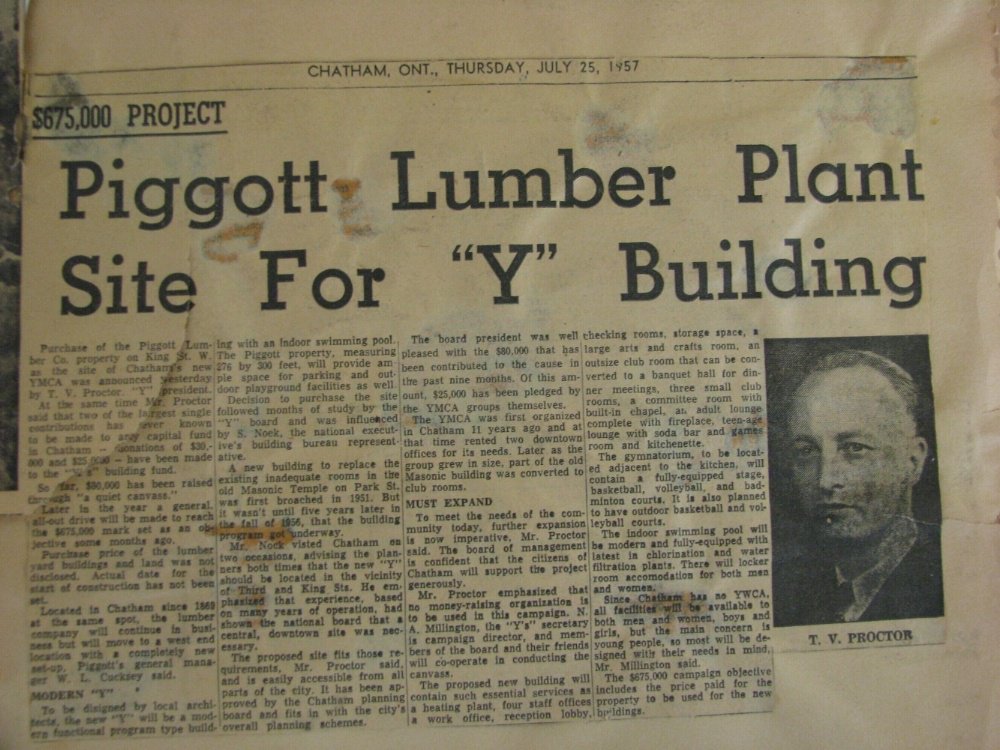 CHATHAM, ONT., THURSDAY, JULY 25, 1957
$675,000 PROJECT
Piggott Lumber Plant
Site For "Y" Building
Purchase of the Piggott Lum-
ber Co. property on King St. W.
as the site of Chatham's new
YMCA was announced yesterday
by T. V. Proctor. "Y" president.
At the same time Mr. Proctor
said that two of the largest single
contributions has ever known
to be made to any capital fund
in Chatham -- donations of $30,-
000 and $25,000 -- have been made
to the "Y's" building fund.
So far, $80,000 has been raised
through "a quiet canvass."
Later in the year a general,
all-out drive will be made to reach
the $675,000 mark set as an ob-
jective some months ago.
Purchase price of the lumber
yard buildings and land was not
disclosed. Actual date for the
start of construction has not been
set.
Located in Chatham since 1869
at the same spot, the lumber
company will continue in busi-
ness but will move to a west end
location with a completely new
set-up, Piggott's general mana-
ger W. L. Cucksey said.
MODERN "Y"
To be disigned by local archi-
tects, the new "Y" will be a mod-
ern functional program type build-
ing with an indoor swimming pool.
The Piggott property, measuring
276 by 300 feet, will provide am-
ple space for parking and out-
door playground facilities as well.
Decision to purchase the site
followed months of study by the
"Y" board and was influenced
by S. Nock, the national execut-
ive's building bureau represent-
ative.
A new building to replace the
existing inadequate rooms in the
old Masonic Temple on Park St.
was first broached in 1951. But
it wasn't until five years later in
the fall of 1956, that the building
program got underway.
Mr. Nock visted Chatham on
two occasions, advising the plan-
ners both times that the new "Y"
should be located in the vicinity
of Third and King Sts. He em-
phasized that experience, based
on many years of operation, had
shown the national board that a
central, downtown site was nec-
essary.
The proposed site fits those re-
quirements, Mr. Proctor said,
and is easily accessible from all
parts of the city. It has been ap-
proved by the Chatham planning
board and fits in with the city's
overall planning schemes.
The board president was well
pleased with the $80,000 that has
been contributed to the cause in
the past nine months. Of this am-
ount, $25,000 has been pledged by
the YMCA groups themselves.
The YMCA was first organized
in Chatham 11 years ago and at
that time rented two downtown
offices for its needs. Later as the
group grew in size, part of the old
Masonic building was converted to
club rooms.
MUST EXPAND
To meet the needs of the com-
munity today, further expansion
is now imperative, Mr. Proctor
said. The board of management
is confident that the citizens of
Chatham will support the project
generously.
Mr. Proctor emphasized that
no money-raising organization is
to be used in this campaign. N.
A. Millington, the "Y's" secretary
is campaign director, and mem-
bers of the board and their friends
will co-operate in conducting the
canvass.
The proposed new building will
contain such essential services as
a heating plant, four staff offices
a work office, reception lobby,
checking rooms, storage space, a
large arts and crafts room, an
outsize club room that can be con-
verted to a banquet hall for din-
ner meetings, three small club
rooms, a committee room with
built-in chapel, an adult lounge
complete with fireplace, teen-age
lounge with soda bar and games
room and kitchenette.
The gymnatorium, to be locat-
ed adjacent to the kitchen, will
contain a fully-equipped stage,
basketball, volleyball, and bad-
minton courts. It is also planned
to have outdoor basketball and vol-
leyball courts.
The indoor swimming pool will
be modern and fully-equipped with
latest in chlorination and water
filtration plants. There will locker
room accomodation for both men
and women.
Since Chatham has no YWCA,
all facilities will be available to
both men and women, boys and
girls, but the main concern is
young people, so most will be de-
signed with their needs in mind,
Mr. Millington said.
The $675,000 campaign objective
includes the price paid for the
property to be used for the new
buildings.
T. V. PROCTOR